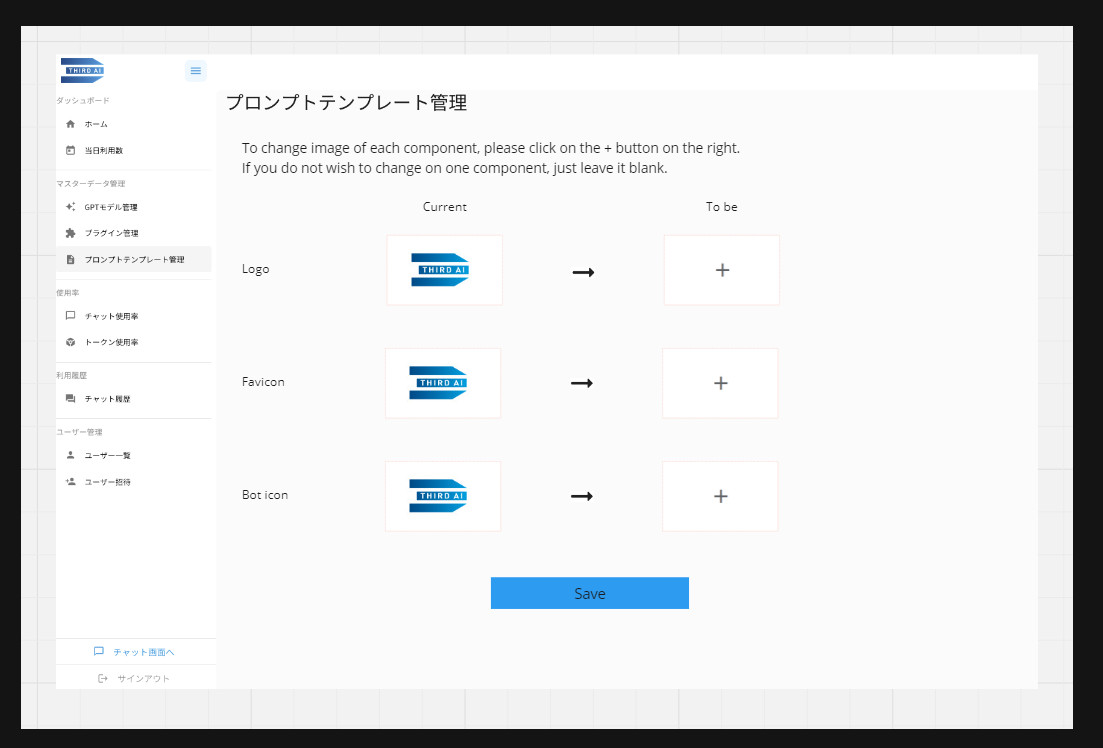 THIRD AI
ダッシュボード
ホーム
当日利用数
マスターデータ管理
GPTモデル管理
プラグイン管理
プロンプトテンプレート管理
使用率
チャット使用率
トークン使用率
利用履歴
チャット履歴
ユーザー管理
ユーザー一覧
ユーザー招待
チャット画面へ
サインアウト
プロンプトテンプレート管理
To change image of each component, please click on the + button on the right.
If you do not wish to change on one component, just leave it blank.
Current To be
Logo THIRD AI +
Favicon THIRD AI +
Bot icon THIRD AI +
Save